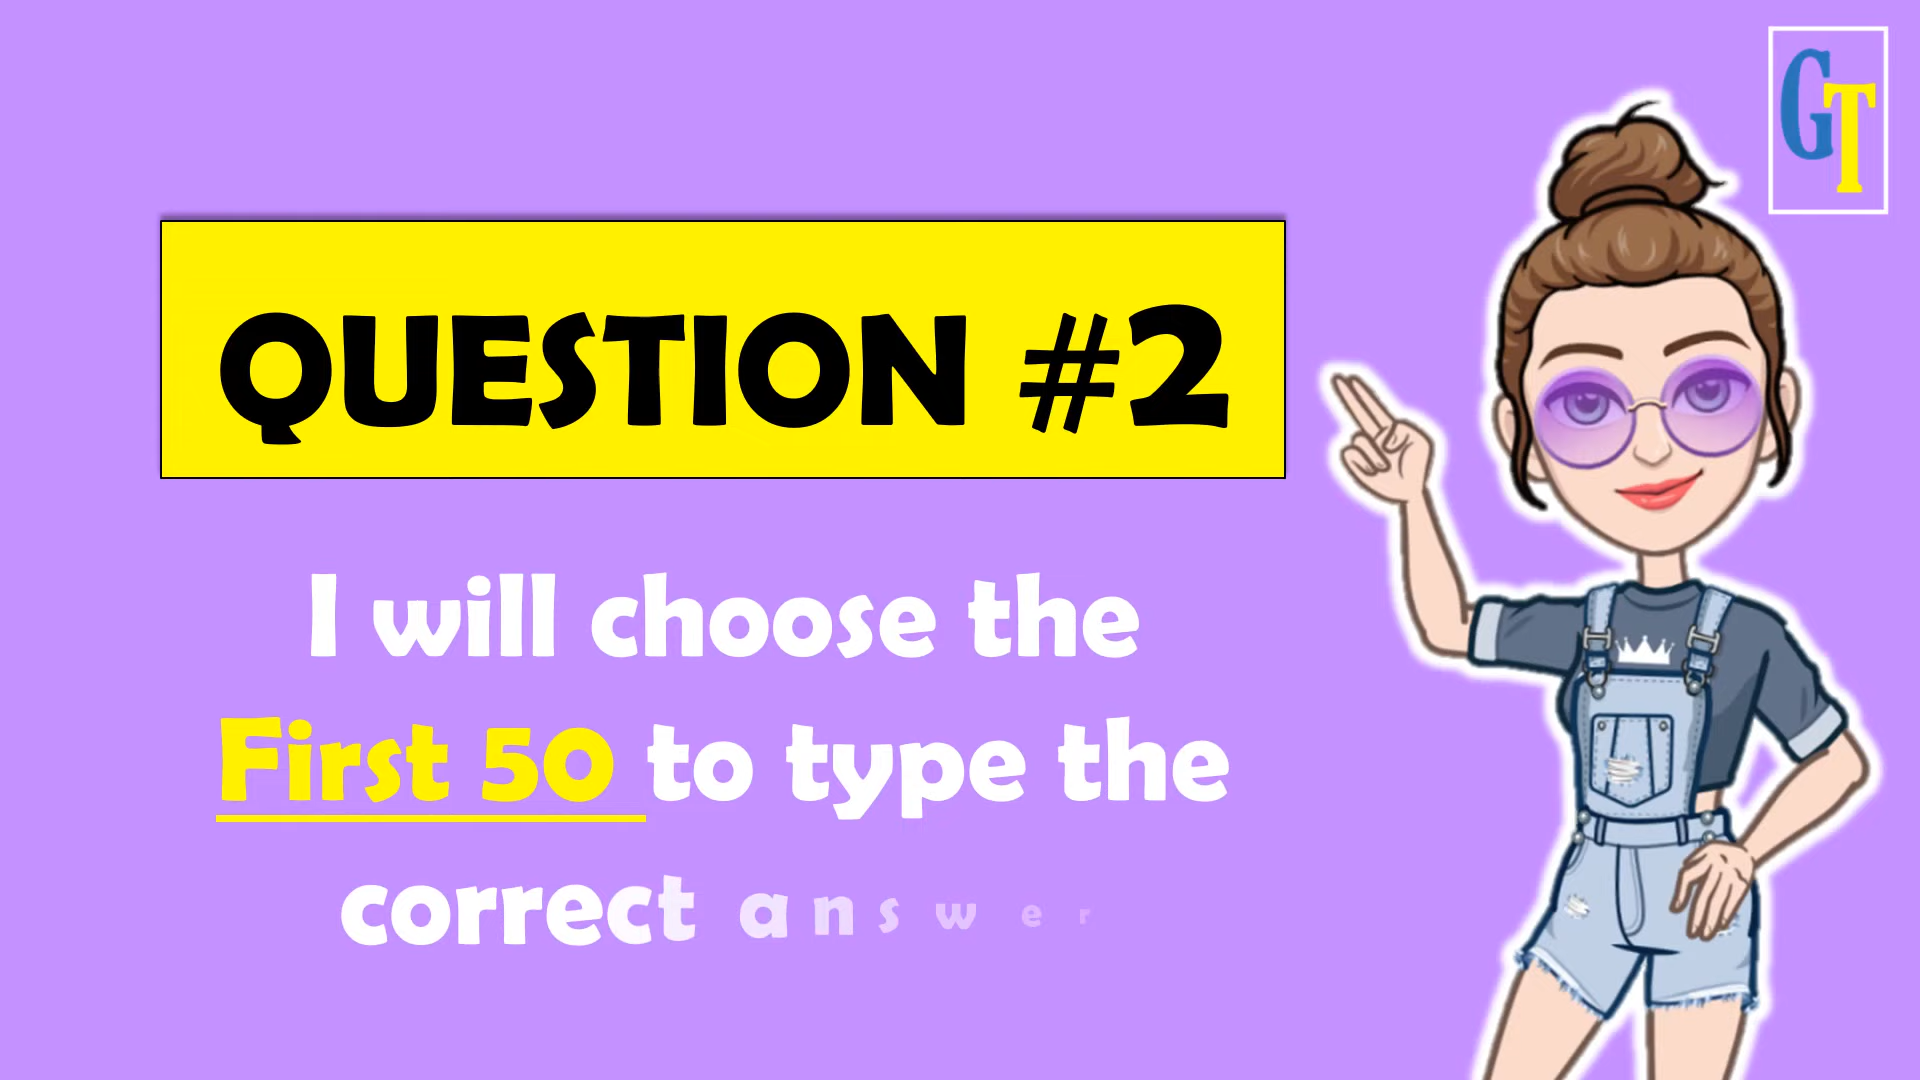 GT
QUESTION #2
I will choose the
First 50 to type the
correct answer